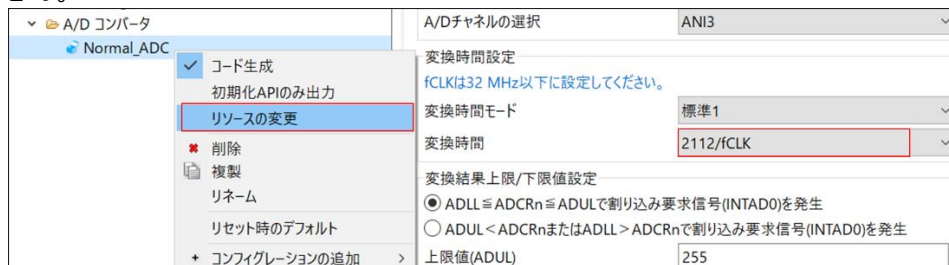 A/D コンバータ
Normal_ADC
コード生成
初期化APIのみ出力
リソースの変更
削除
複製
リネーム
リセット時のデフォルト
コンフィグレーションの追加
A/Dチャネルの選択
ANI3
変換時間設定
fCLKは32 MHz以下に設定してください。
変換時間モード
標準1
変換時間
2112/fCLK
変換結果上限/下限値設定
ADLL≦ADCRn≦ADULで割り込み要求信号(INTAD0)を発生
ADUL<ADCRnまたはADLL>ADCRnで割り込み要求信号(INTAD0)を発生
上限値(ADUL)
255